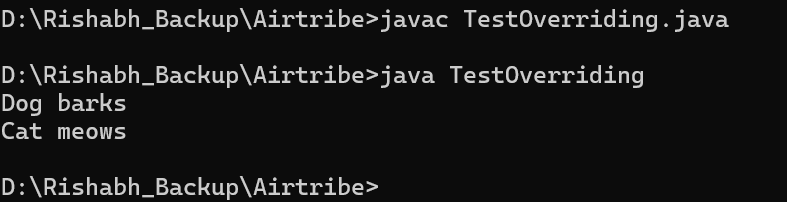 D:\Rishabh_Backup\Airtribe>javac TestOverriding.java
D:\Rishabh_Backup\Airtribe>java TestOverriding
Dog barks
Cat meows
D:\Rishabh_Backup\Airtribe>